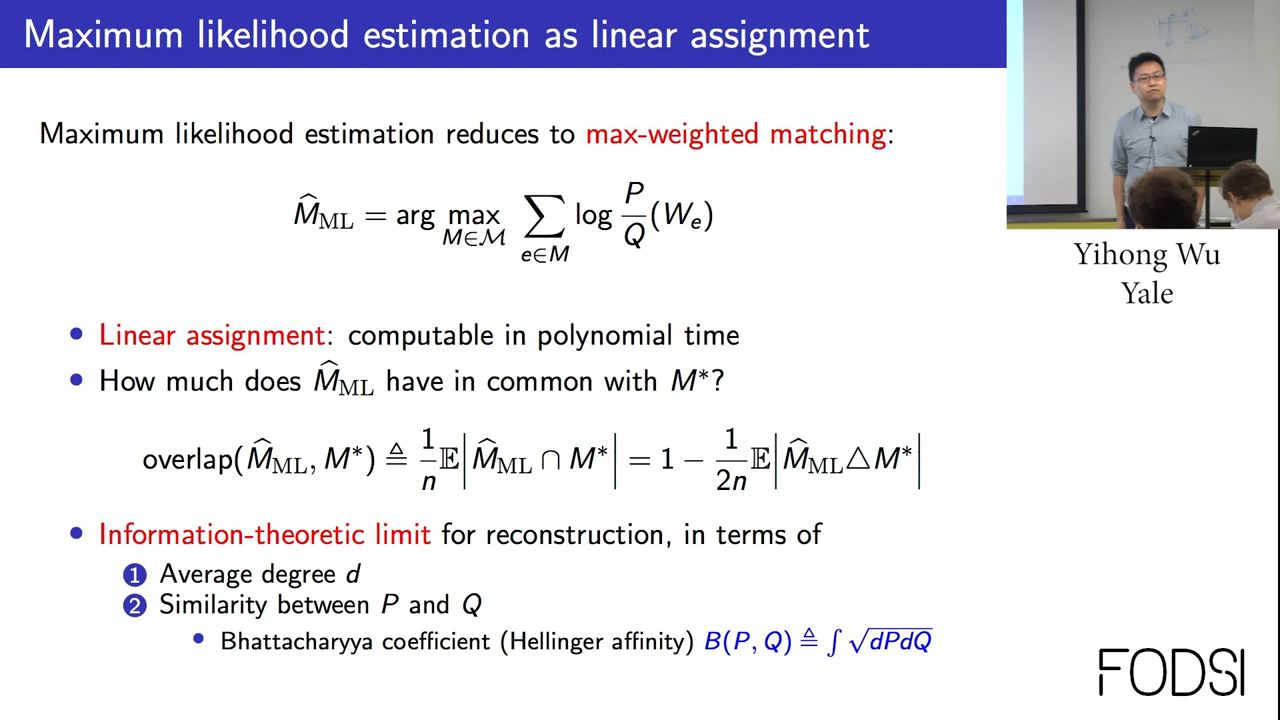 Maximum likelihood estimation as linear assignment
Maximum likelihood estimation reduces to max-weighted matching:
M̂_ML = arg max_{M∈ℳ} ∑_{e∈M} log P/Q (W_e)
• Linear assignment: computable in polynomial time
• How much does M̂_ML have in common with M*?
overlap(M̂_ML, M*) ≜ 1/n 𝔼|M̂_ML ∩ M*| = 1 − 1/2n 𝔼|M̂_ML △ M*|
• Information-theoretic limit for reconstruction, in terms of
1 Average degree d
2 Similarity between P and Q
• Bhattacharyya coefficient (Hellinger affinity) B(P, Q) ≜ ∫ √dPdQ
Yihong Wu
Yale
FODSI